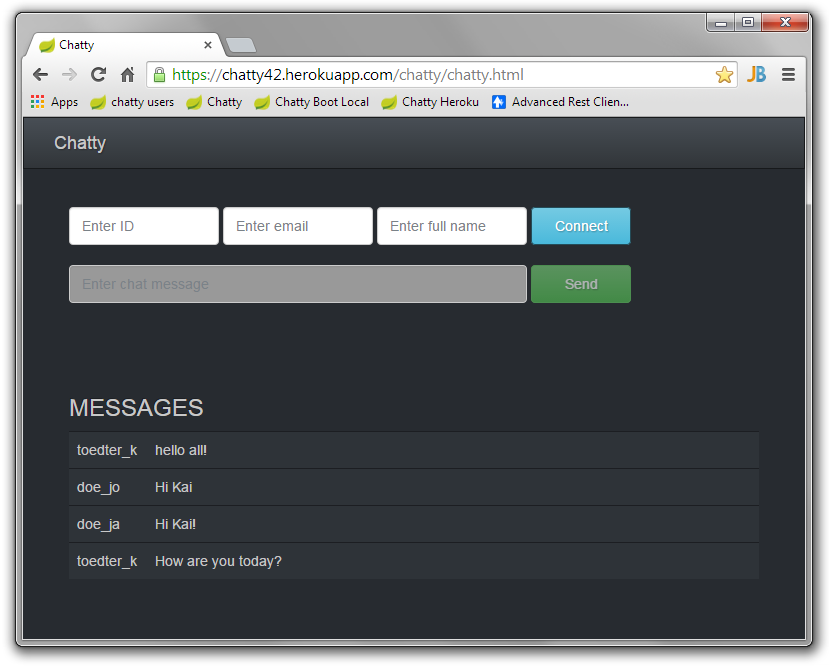 Chatty
https://chatty42.herokuapp.com/chatty/chatty.html
JB
Apps chatty users Chatty Chatty Boot Local Chatty Heroku Advanced Rest Clien...
Chatty
Enter ID Enter email Enter full name Connect
Enter chat message Send
MESSAGES
toedter_k hello all!
doe_jo Hi Kai
doe_ja Hi Kai!
toedter_k How are you today?